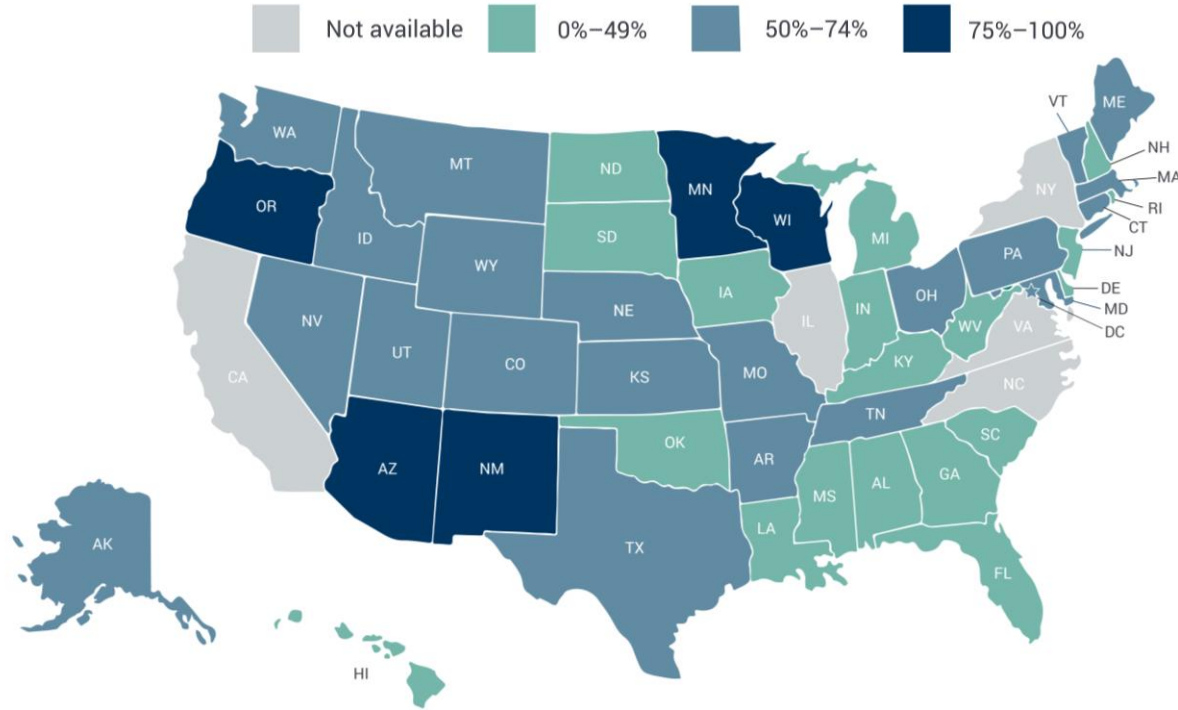 Not available
0%–49%
50%–74%
75%–100%
VT
ME
WA
NH
MT
ND
MN
MA
NY
OR
RI
WI
CT
ID
SD
MI
NJ
WY
PA
IA
DE
NE
OH
MD
NV
IL
IN
WV
VA
DC
UT
CO
KY
CA
KS
MO
NC
TN
OK
SC
AZ
NM
AR
GA
MS
AL
LA
AK
TX
FL
HI